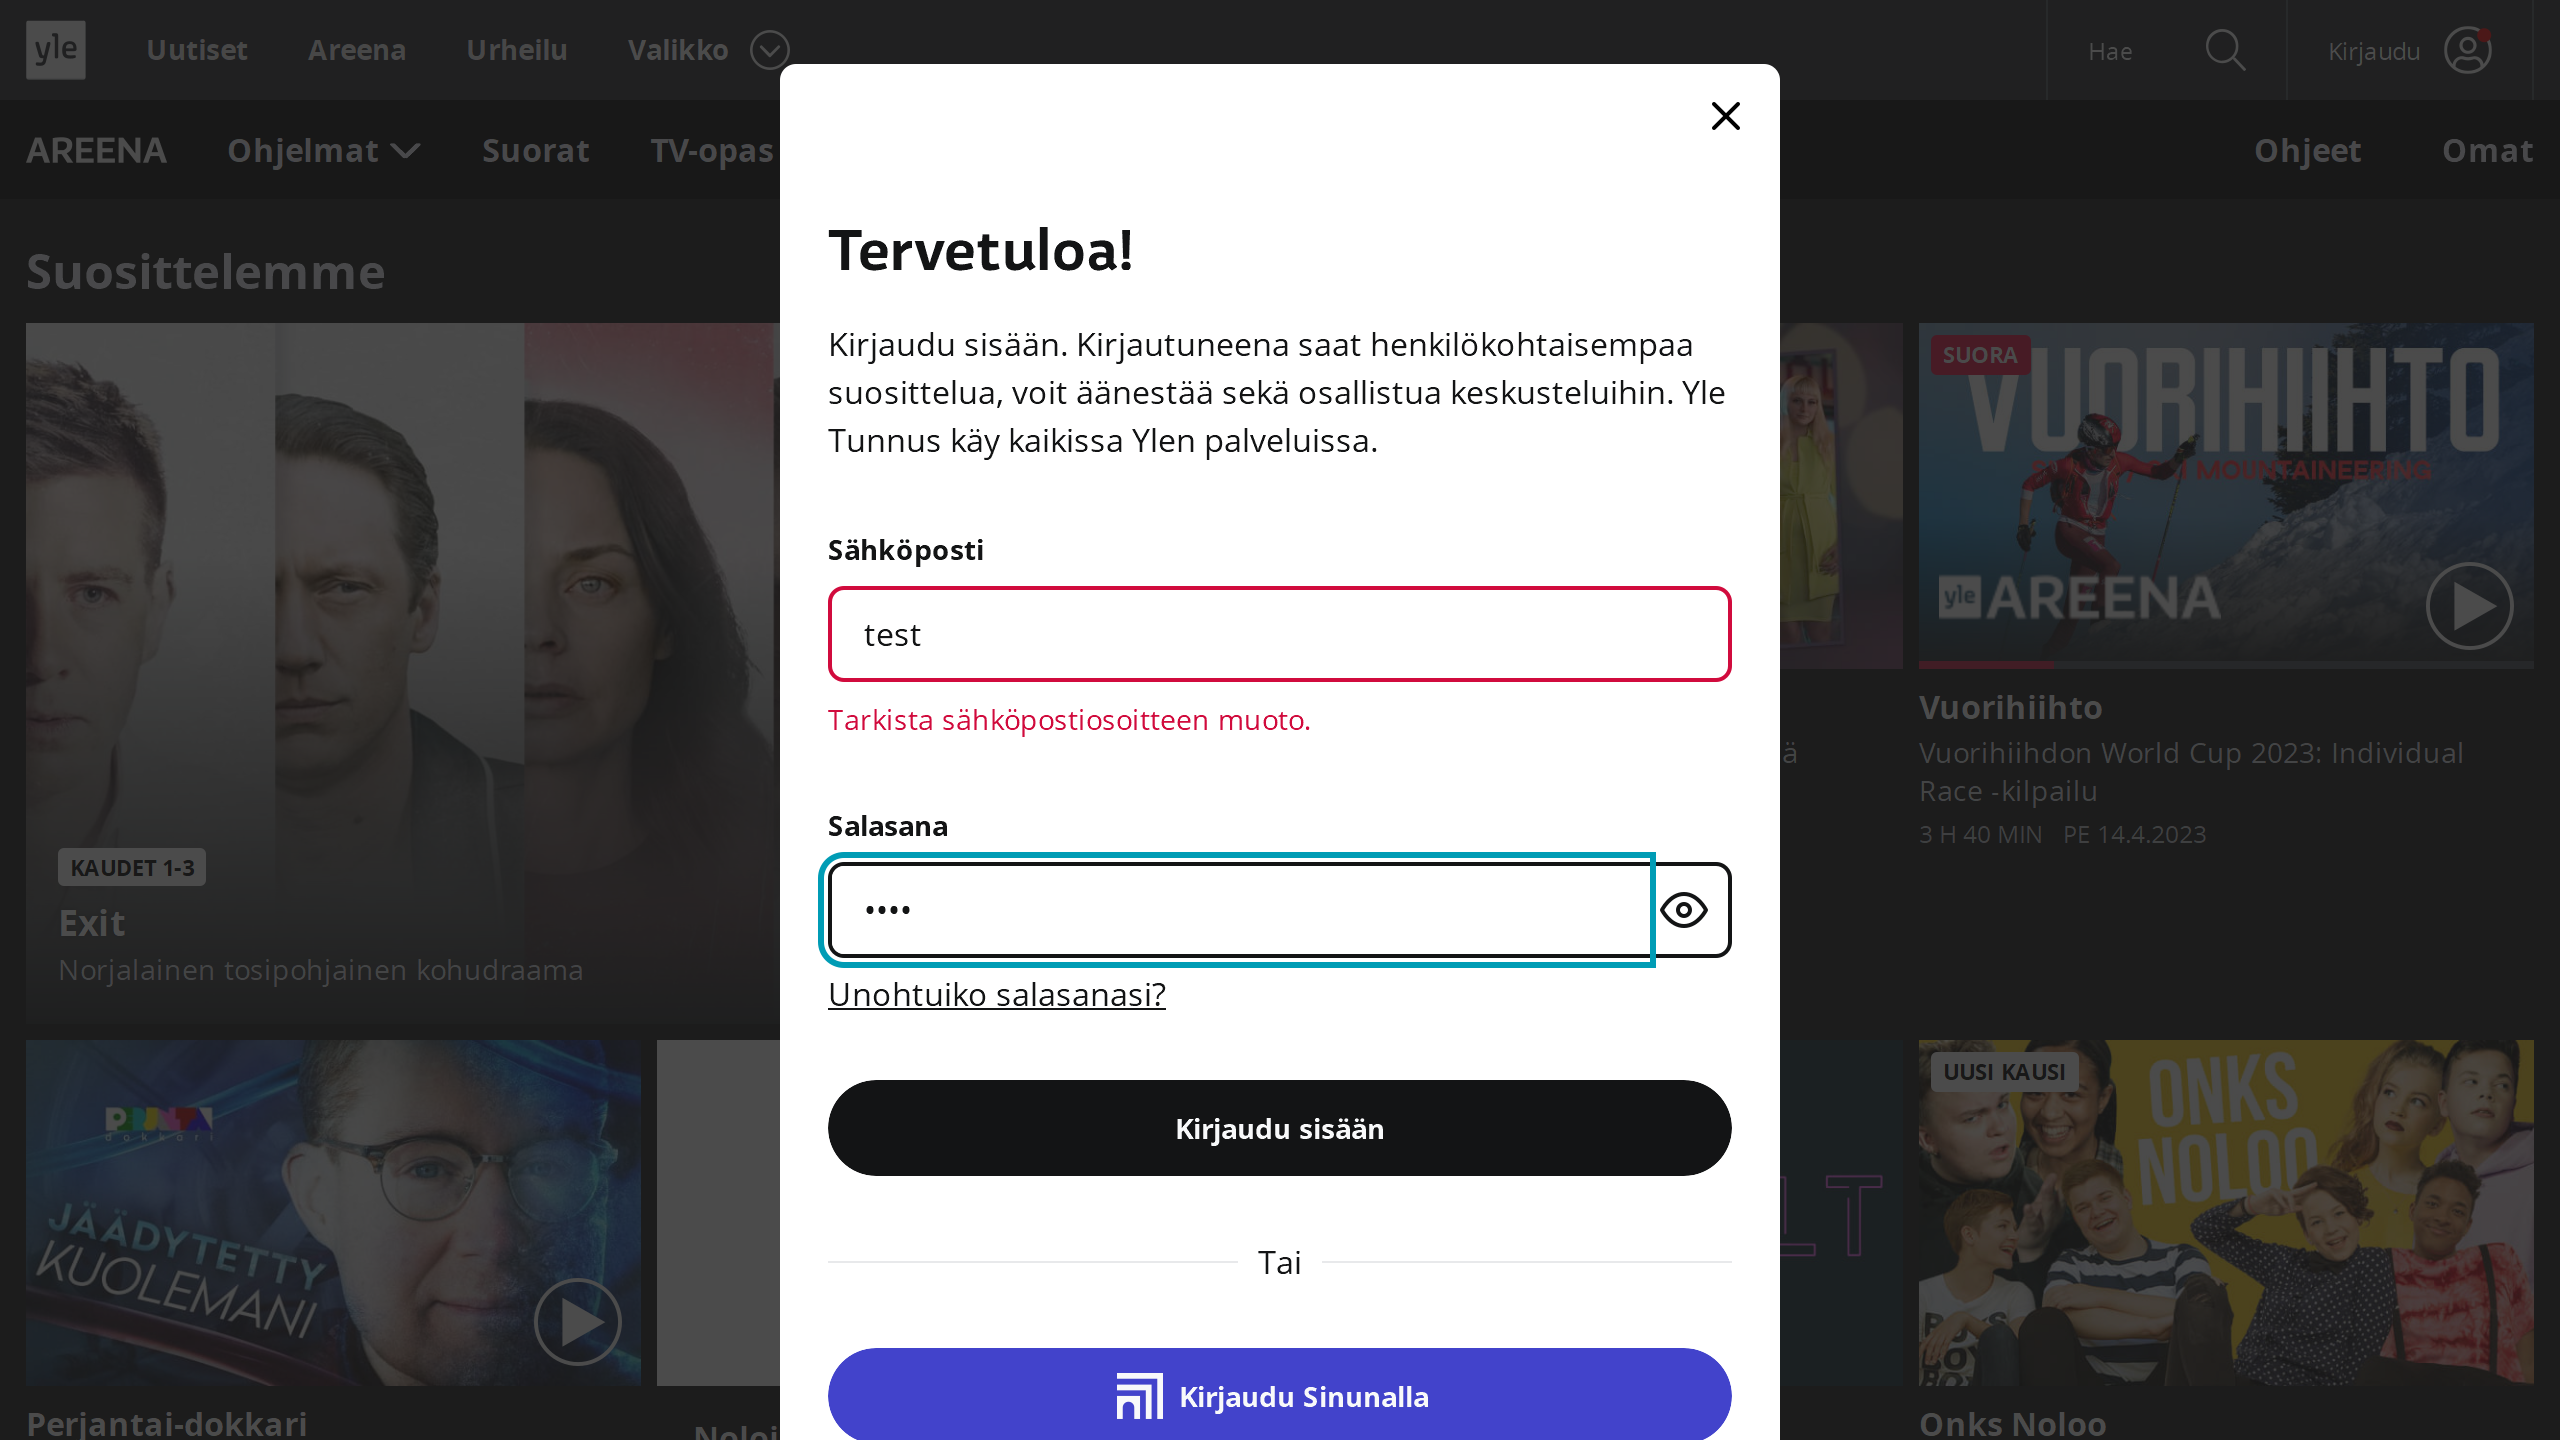 yle
Uutiset
Areena
Urheilu
Valikko
Hae
Kirjaudu
AREENA
Ohjelmat
Suorat
TV-opas
Ohjeet
Omat
Suosittelemme
Tervetuloa!
Kirjaudu sisään. Kirjautuneena saat henkilökohtaisempaa
suosittelua, voit äänestää sekä osallistua keskusteluihin. Yle
Tunnus käy kaikissa Ylen palveluissa.
Sähköposti
test
Tarkista sähköpostiosoitteen muoto.
Salasana
••••
Unohtuiko salasanasi?
Kirjaudu sisään
Tai
Kirjaudu Sinunalla
KAUDET 1-3
Exit
Norjalainen tosipohjainen kohudraama
SUORA
VUORIHIIHTO
MOUNTAINEERING
yle AREENA
Vuorihiihto
Vuorihiihdon World Cup 2023: Individual
Race -kilpailu
3 H 40 MIN PE 14.4.2023
ä
dokkari
JÄÄDYTETTY
KUOLEMANI
Perjantai-dokkari
LT
UUSI KAUSI
ONKS
NOLOO
Onks Noloo